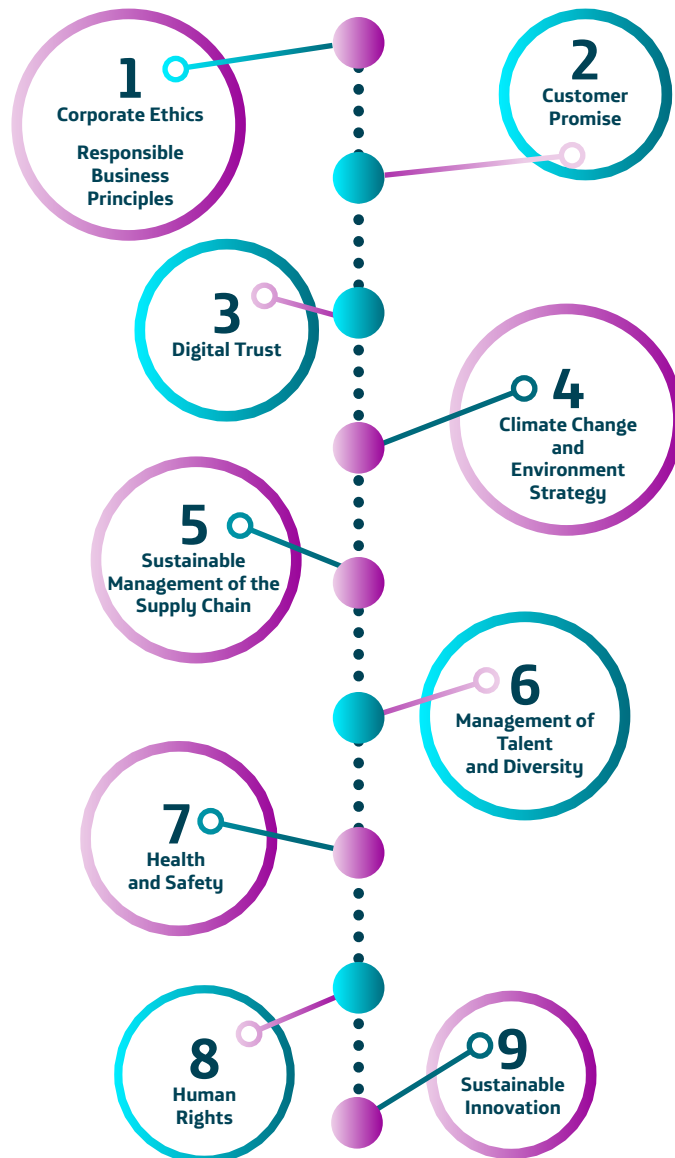 1
Corporate Ethics
Responsible
Business
Principles
2
Customer
Promise
3
Digital Trust
4
Climate Change
and
Environment
Strategy
5
Sustainable
Management of the
Supply Chain
6
Management of
Talent
and Diversity
7
Health
and Safety
8
Human
Rights
9
Sustainable
Innovation